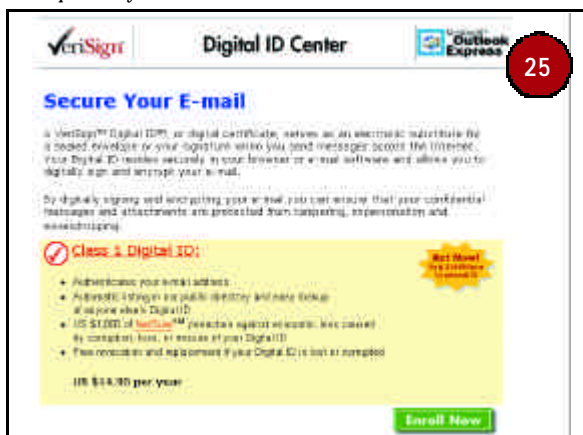 VeriSign Digital ID Center Outlook Express
25
Secure Your E-mail
A VeriSign™ Digital ID™, or digital certificate, serves as an electronic substitute for
a sealed envelope or your signature when you send messages across the Internet.
Your Digital ID resides securely in your browser or e-mail software and allows you to
digitally sign and encrypt your e-mail.
By digitally signing and encrypting your e-mail you can ensure that your confidential
messages and attachments are protected from tampering, impersonation and
eavesdropping.
Class 1 Digital ID:
Act Now!
• Authenticates your e-mail address
• Automatic listing in our public directory and easy lookup
of anyone else's Digital ID
• US $1,000 of NetSure℠ protection against economic loss caused
by corruption, loss, or misuse of your Digital ID
• Free revocation and replacement if your Digital ID is lost or corrupted
US $14.95 per year
Enroll Now